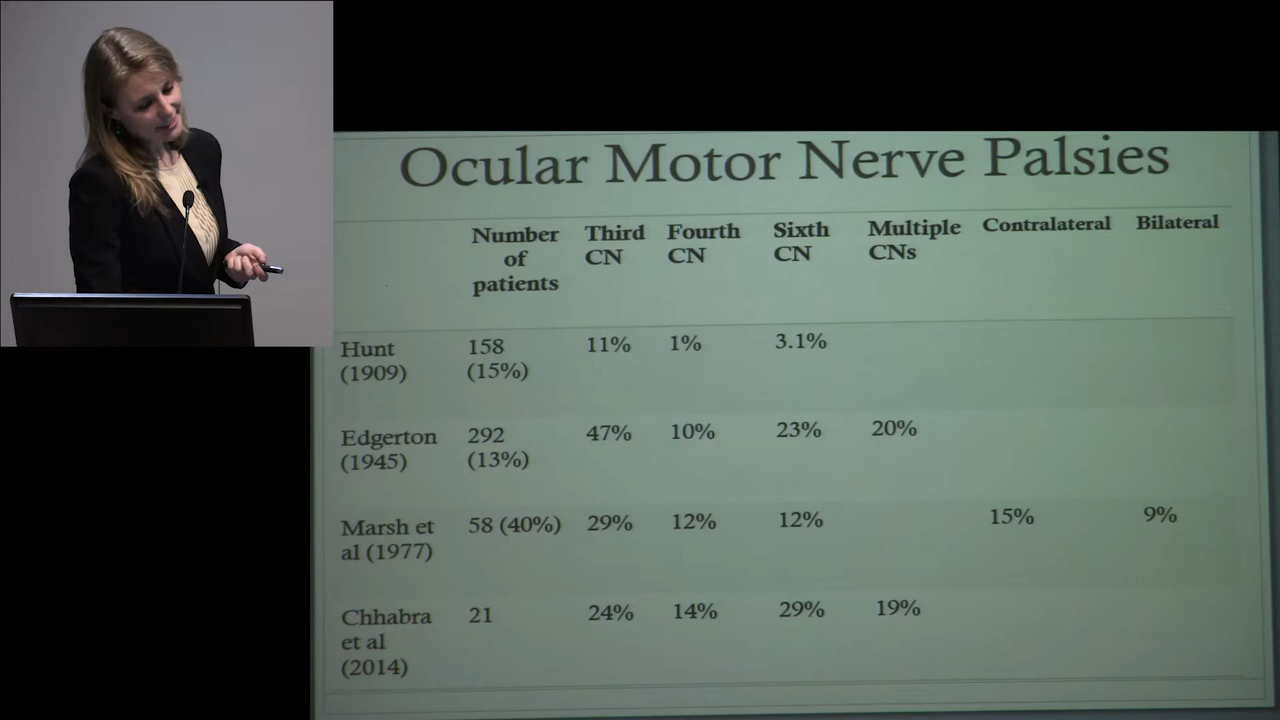 Ocular Motor Nerve Palsies
Number of patients
Third CN
Fourth CN
Sixth CN
Multiple CNs
Contralateral
Bilateral
Hunt (1909)
158 (15%)
11%
1%
3.1%
Edgerton (1945)
292 (13%)
47%
10%
23%
20%
Marsh et al (1977)
58 (40%)
29%
12%
12%
15%
9%
Chhabra et al (2014)
21
24%
14%
29%
19%